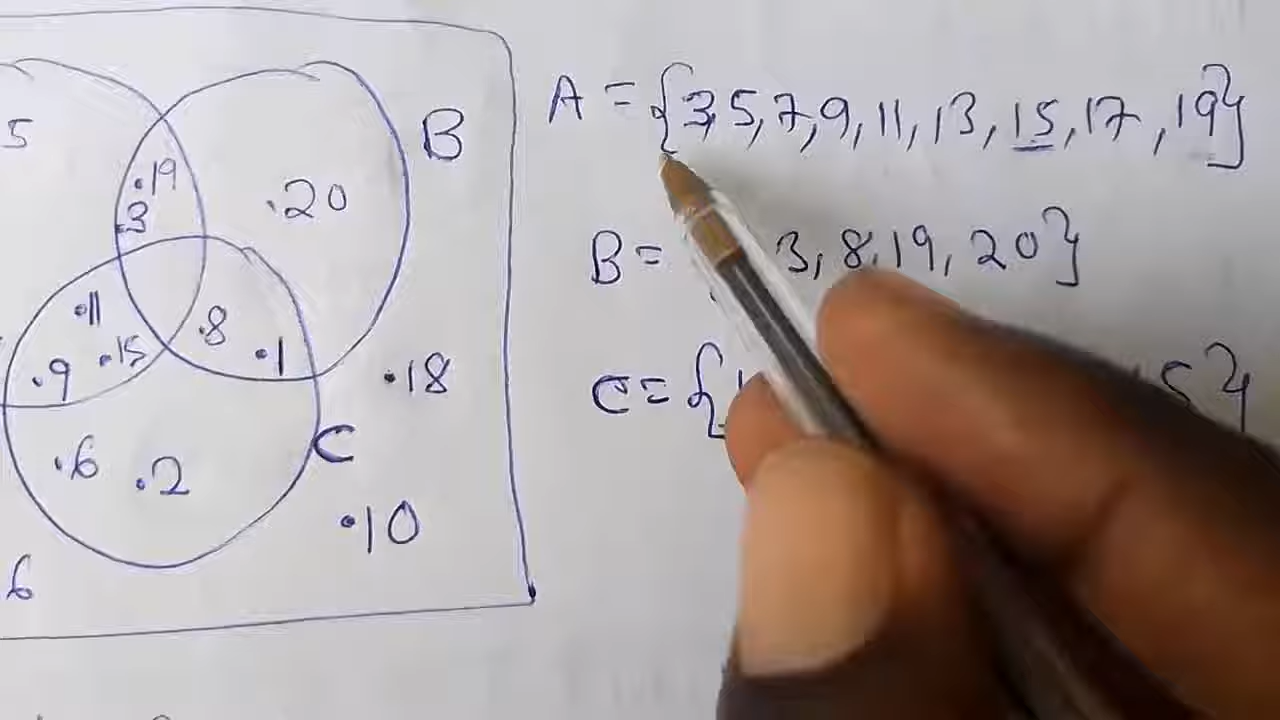 A = {3, 5, 7, 9, 11, 13, 15, 17, 19}
B = 3, 8, 19, 20}
C = { 15}
5
B
.19
3
.20
.11
.8
.15
.1
.9
.18
C
.6
.2
.10
6